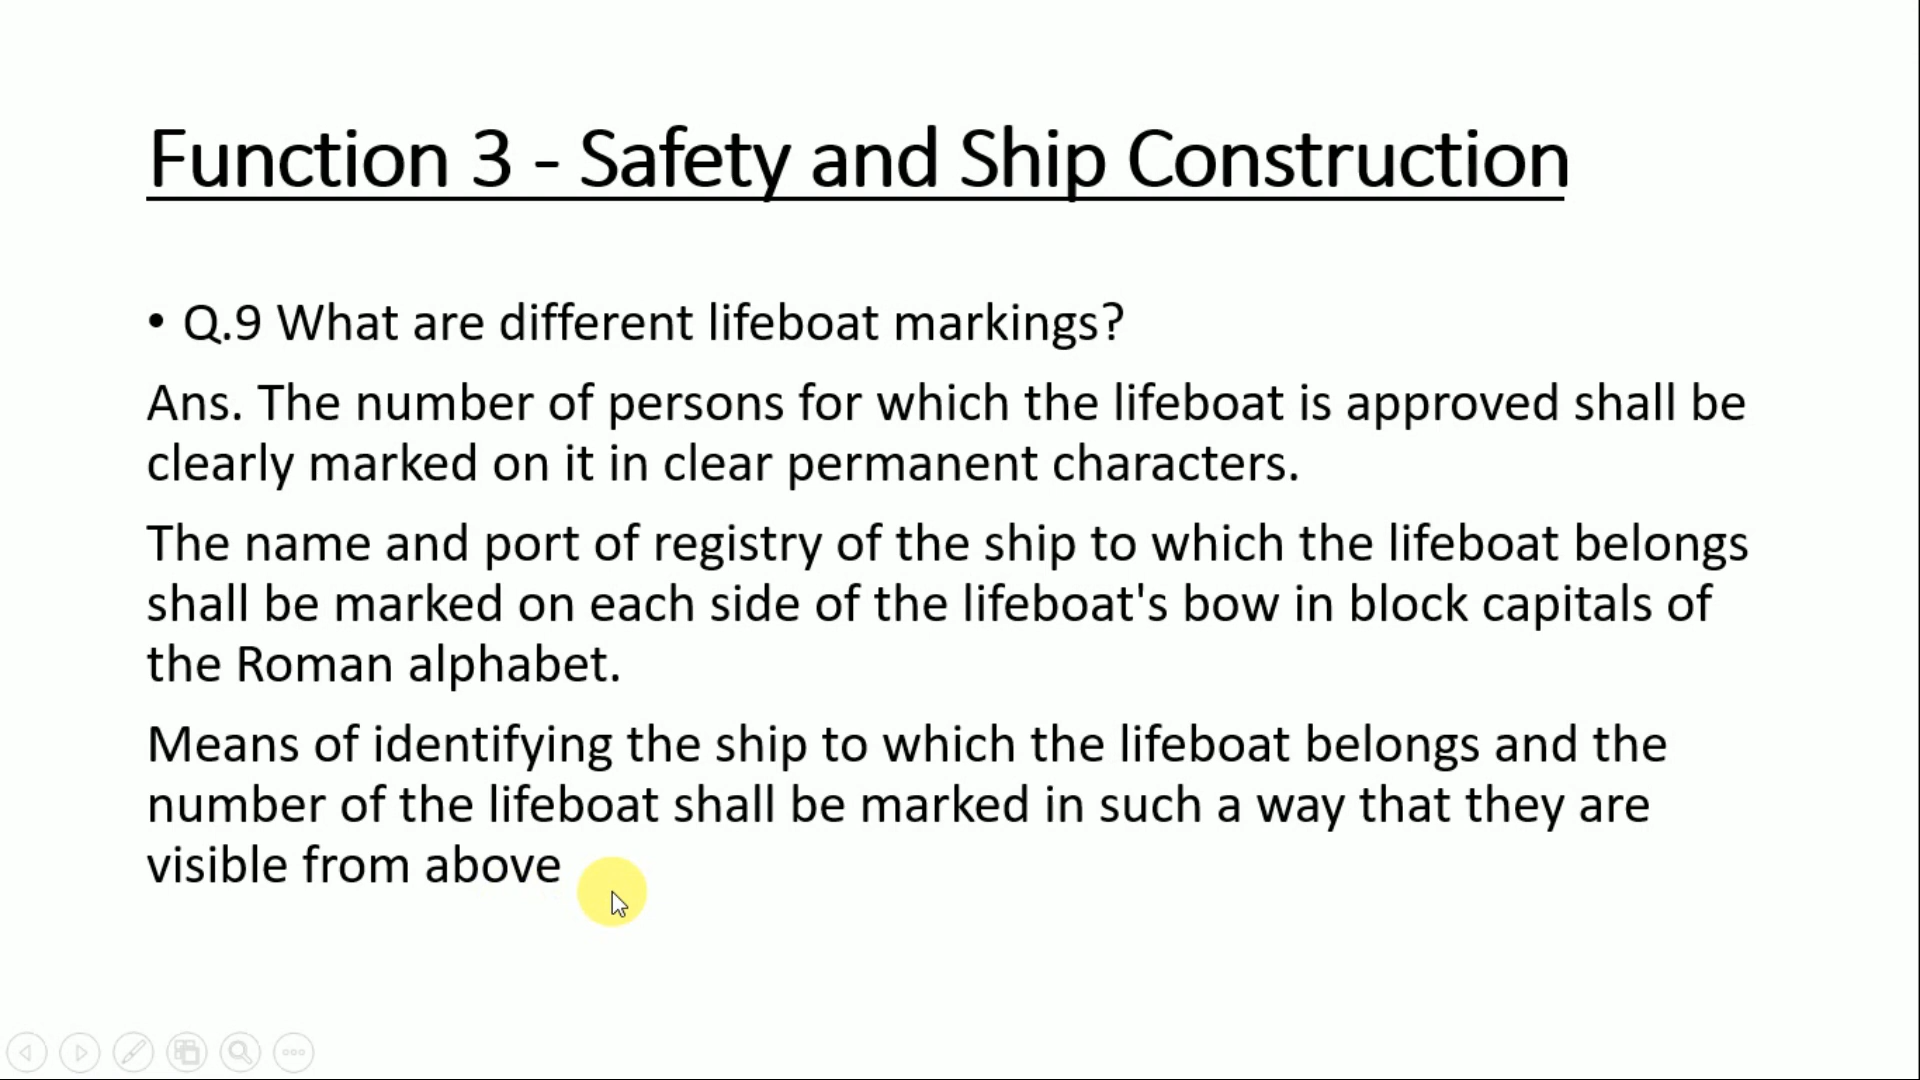 Function 3 - Safety and Ship Construction
• Q.9 What are different lifeboat markings?
Ans. The number of persons for which the lifeboat is approved shall be
clearly marked on it in clear permanent characters.
The name and port of registry of the ship to which the lifeboat belongs
shall be marked on each side of the lifeboat's bow in block capitals of
the Roman alphabet.
Means of identifying the ship to which the lifeboat belongs and the
number of the lifeboat shall be marked in such a way that they are
visible from above